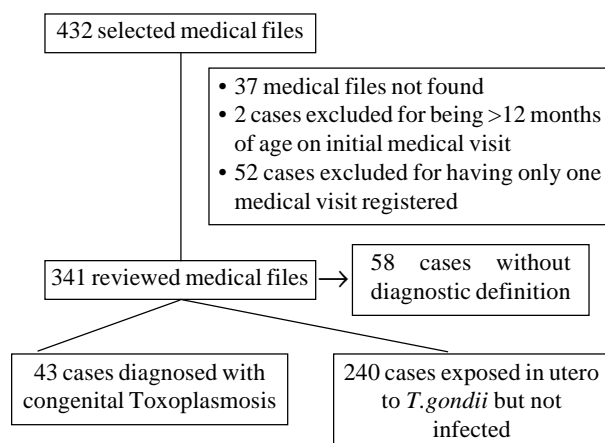 432 selected medical files
• 37 medical files not found
• 2 cases excluded for being >12 months
of age on initial medical visit
• 52 cases excluded for having only one
medical visit registered
341 reviewed medical files
58 cases without
diagnostic definition
43 cases diagnosed with
congenital Toxoplasmosis
240 cases exposed in utero
to T.gondii but not
infected